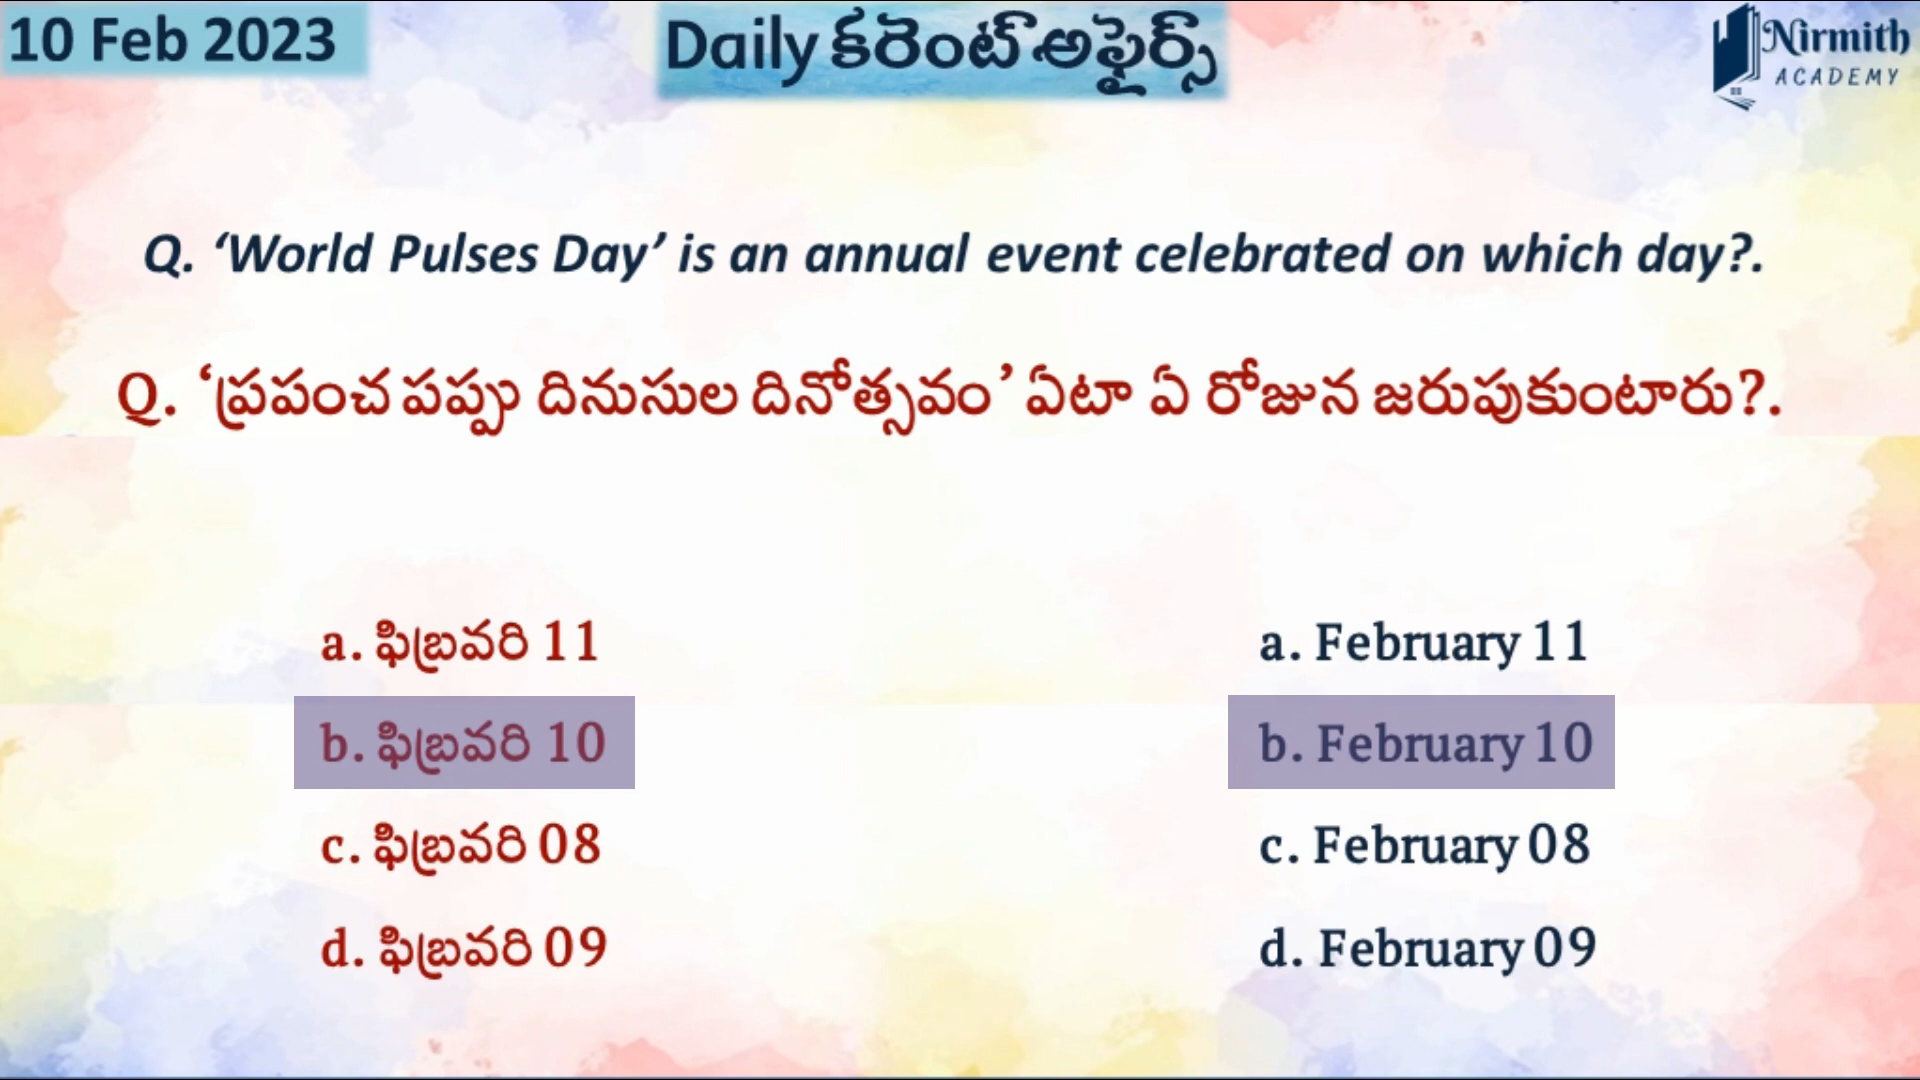 10 Feb 2023
Daily కరెంట్ అఫైర్స్
Nirmith
ACADEMY
Q. ‘World Pulses Day’ is an annual event celebrated on which day?.
Q. ‘ప్రపంచ పప్పు దినుసుల దినోత్సవం’ ఏటా ఏ రోజున జరుపుకుంటారు?.
a. ఫిబ్రవరి 11
b. ఫిబ్రవరి 10
c. ఫిబ్రవరి 08
d. ఫిబ్రవరి 09
a. February 11
b. February 10
c. February 08
d. February 09